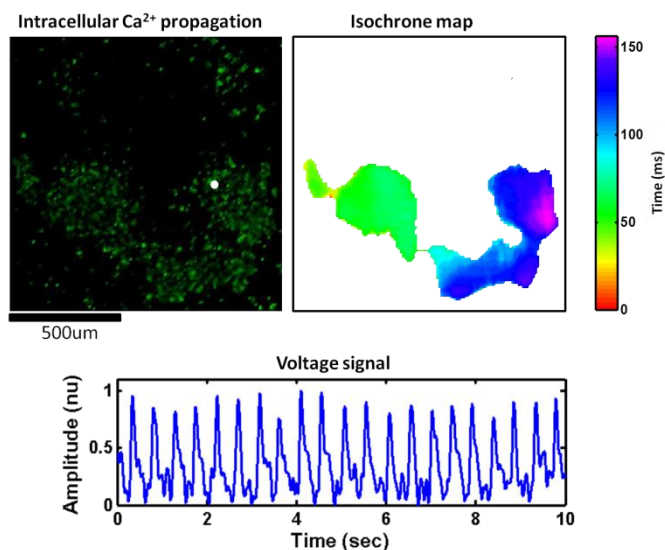 Intracellular Ca²⁺ propagation
Isochrone map
150
100
50
0
Time (ms)
500um
Voltage signal
1
0.5
0
Amplitude (nu)
0 2 4 6 8 10
Time (sec)